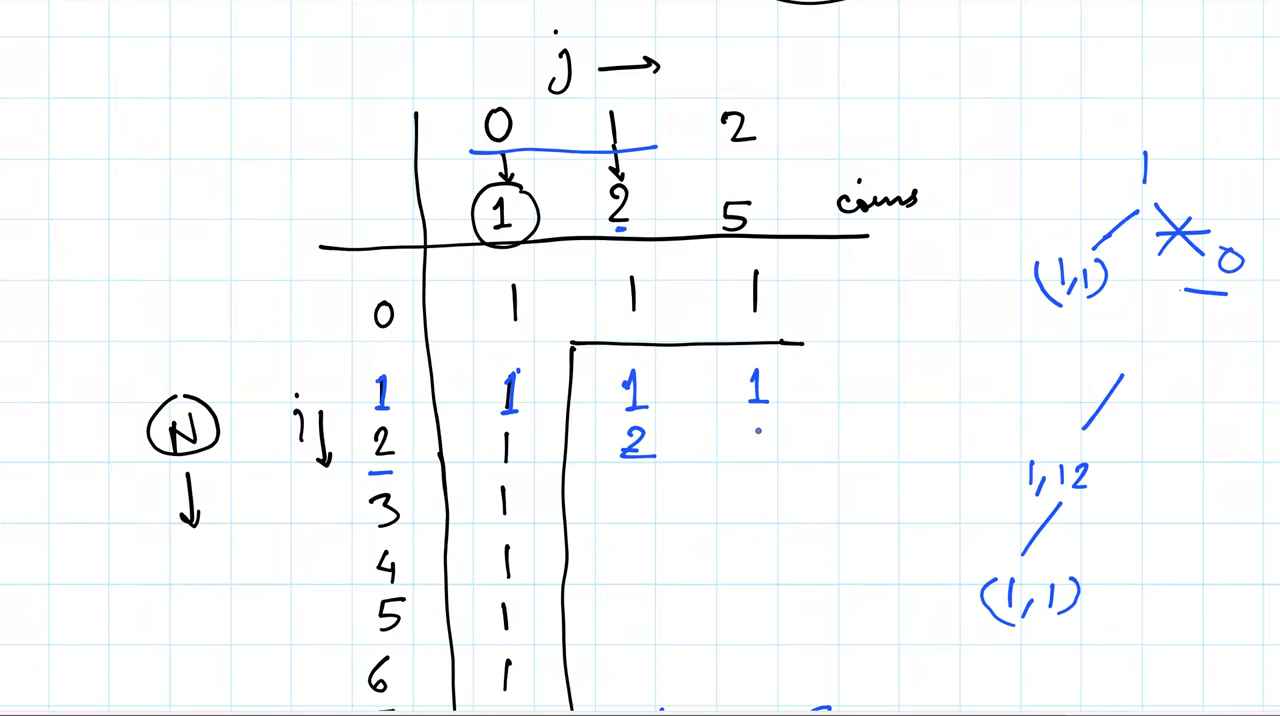 j →
0 1 2
1 2 5 coins
0 1 1 1
1 1 1 1
N i 2 1 2
3 1
4 1
5 1
6 1
1
(1,1) 0
1,12
(1,1)